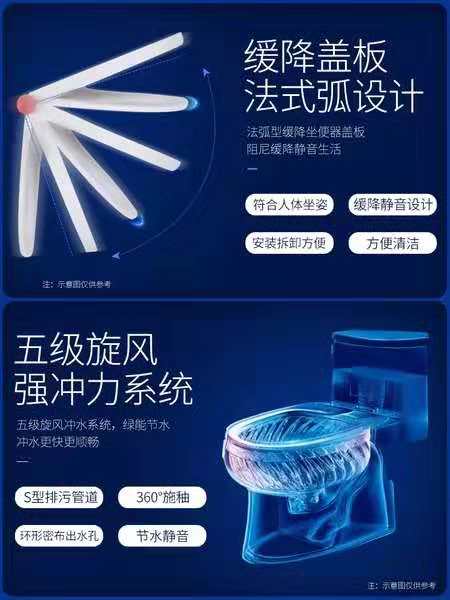 缓降盖板
法式弧设计
法弧型缓降坐便器盖板
阻尼缓降静音生活
符合人体坐姿
缓降静音设计
安装拆卸方便
方便清洁
注：示意图仅供参考
五级旋风
强冲力系统
五级旋风冲水系统，绿能节水
冲水更快更顺畅
S型排污管道
360°施釉
环形密布出水孔
节水静音
注：示意图仅供参考